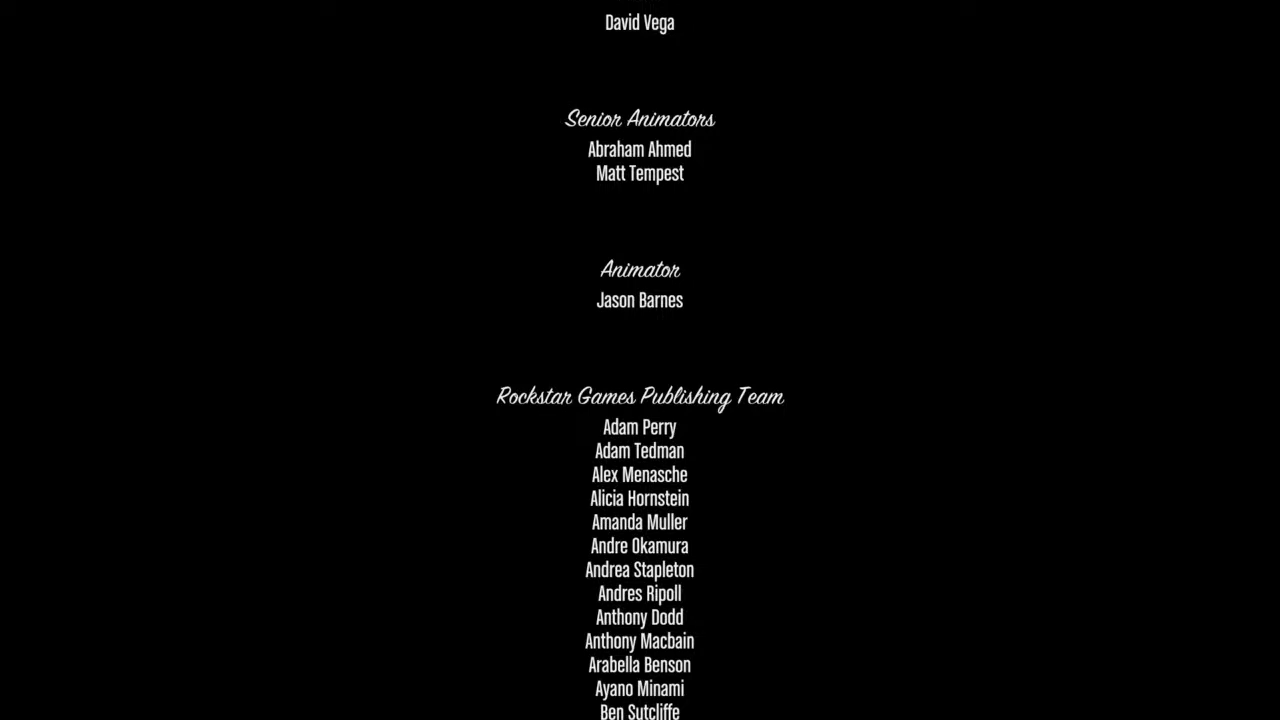 David Vega
Senior Animators
Abraham Ahmed
Matt Tempest
Animator
Jason Barnes
Rockstar Games Publishing Team
Adam Perry
Adam Tedman
Alex Menasche
Alicia Hornstein
Amanda Muller
Andre Okamura
Andrea Stapleton
Andres Ripoll
Anthony Dodd
Anthony Macbain
Arabella Benson
Ayano Minami
Ben Sutcliffe